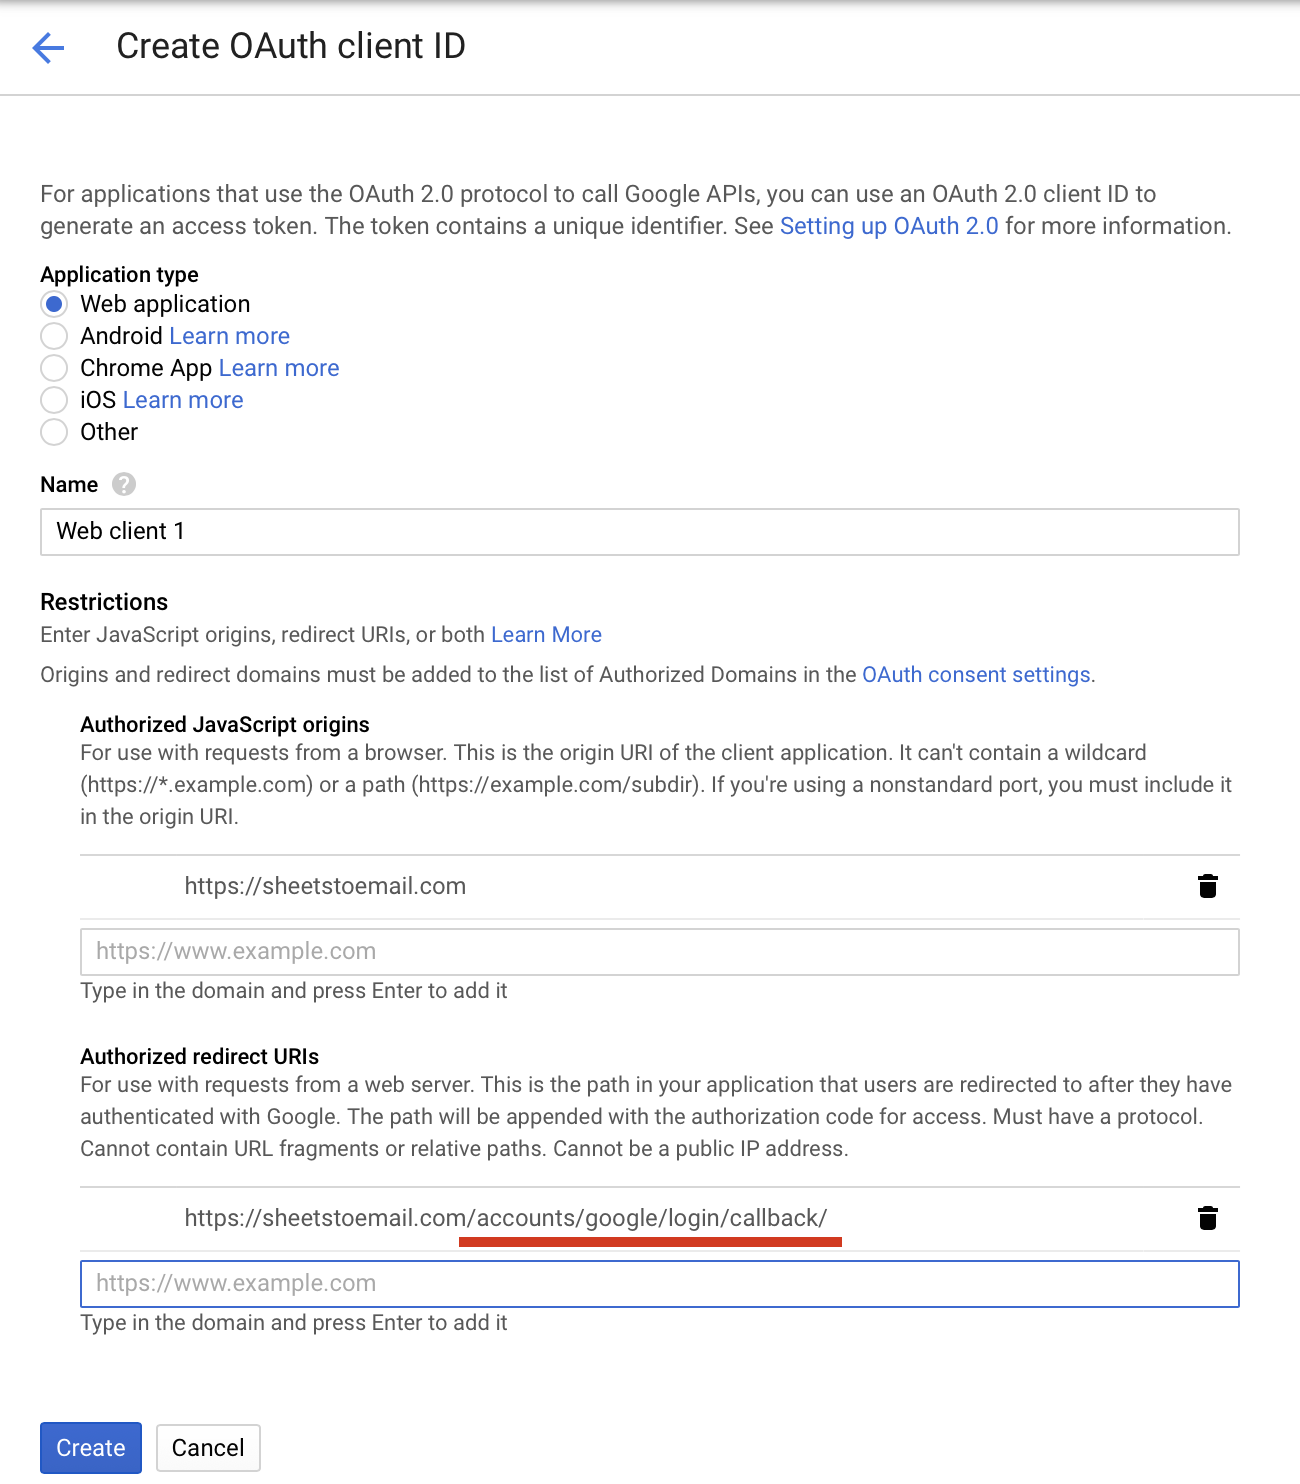 Create OAuth client ID
For applications that use the OAuth 2.0 protocol to call Google APIs, you can use an OAuth 2.0 client ID to
generate an access token. The token contains a unique identifier. See Setting up OAuth 2.0 for more information.
Application type
Web application
Android Learn more
Chrome App Learn more
iOS Learn more
Other
Name ?
Web client 1
Restrictions
Enter JavaScript origins, redirect URIs, or both Learn More
Origins and redirect domains must be added to the list of Authorized Domains in the OAuth consent settings.
Authorized JavaScript origins
For use with requests from a browser. This is the origin URI of the client application. It can't contain a wildcard
(https://*.example.com) or a path (https://example.com/subdir). If you're using a nonstandard port, you must include it
in the origin URI.
https://sheetstoemail.com
https://www.example.com
Type in the domain and press Enter to add it
Authorized redirect URIs
For use with requests from a web server. This is the path in your application that users are redirected to after they have
authenticated with Google. The path will be appended with the authorization code for access. Must have a protocol.
Cannot contain URL fragments or relative paths. Cannot be a public IP address.
https://sheetstoemail.com/accounts/google/login/callback/
https://www.example.com
Type in the domain and press Enter to add it
Create Cancel